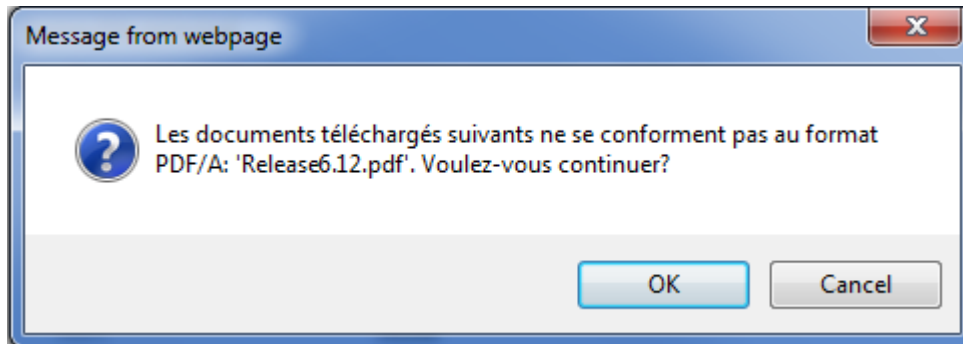 Message from webpage
Les documents téléchargés suivants ne se conforment pas au format
PDF/A: 'Release6.12.pdf'. Voulez-vous continuer?
OK
Cancel